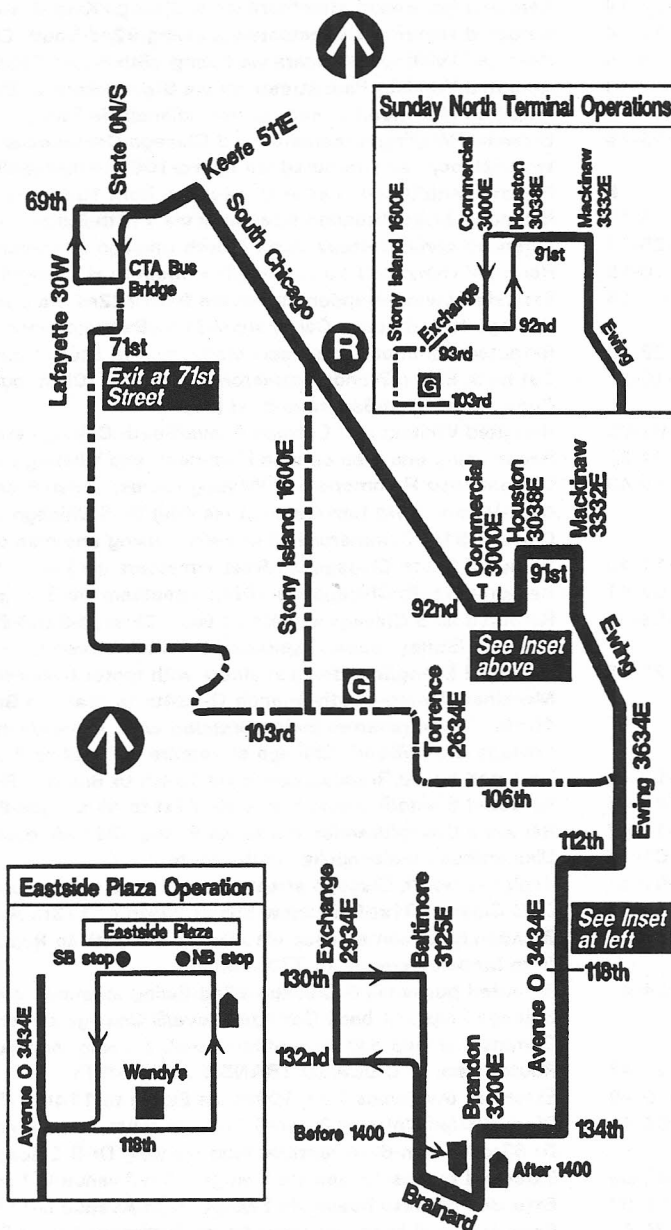 Sunday North Terminal Operations
Stony Island 1600E
Commercial
3000E
Houston
3038E
Mackinaw
3332E
Exchange
91st
92nd
93rd
G
103rd
Ewing
State 0N/S
Keefe 511E
69th
South Chicago
CTA Bus
Bridge
Lafayette 30W
71st
Exit at 71st
Street
R
Stony Island 1600E
Commercial
3000E
Houston
3038E
Mackinaw
3332E
91st
92nd
See Inset
above
Ewing
G
103rd
Torrence
2634E
106th
Ewing 3634E
112th
Eastside Plaza Operation
Eastside Plaza
SB stop
NB stop
Avenue O 3434E
Wendy's
118th
Exchange
2934E
Baltimore
3125E
Avenue O 3434E
See Inset
at left
118th
130th
132nd
Brandon
3200E
Before 1400
134th
After 1400
Brainard